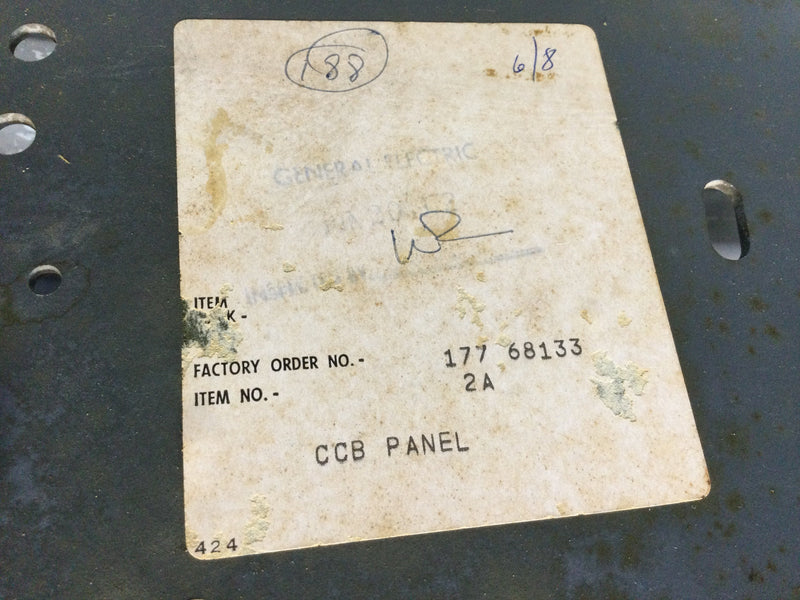 188 6/8
GENERAL ELECTRIC
ITEM
K-
FACTORY ORDER NO.- 177 68133
ITEM NO.- 2A
CCB PANEL
424